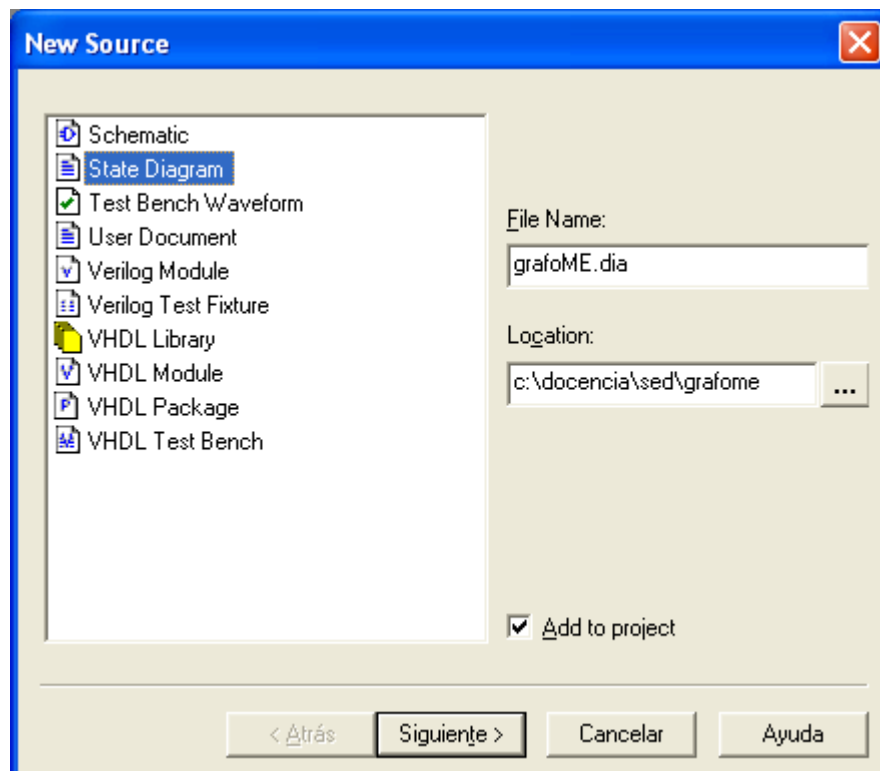 New Source
Schematic
State Diagram
Test Bench Waveform
User Document
Verilog Module
Verilog Test Fixture
VHDL Library
VHDL Module
VHDL Package
VHDL Test Bench
File Name:
grafoME.dia
Location:
c:\docencia\sed\grafome
...
Add to project
< Atrás
Siguiente >
Cancelar
Ayuda